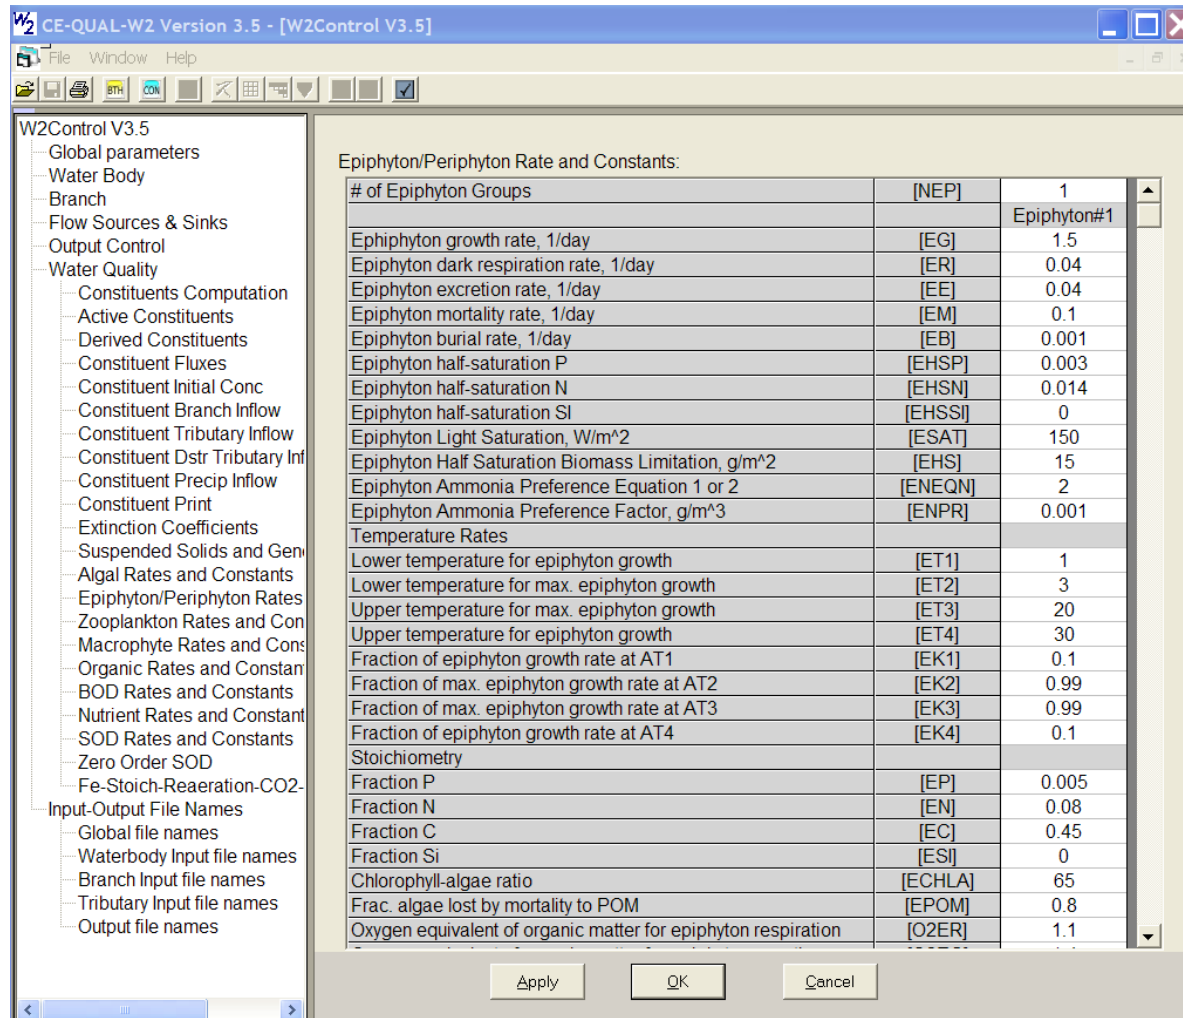 W2 CE-QUAL-W2 Version 3.5 - [W2Control V3.5]
File Window Help
BTH CON
W2Control V3.5
Global parameters
Water Body
Branch
Flow Sources & Sinks
Output Control
Water Quality
Constituents Computation
Active Constituents
Derived Constituents
Constituent Fluxes
Constituent Initial Conc
Constituent Branch Inflow
Constituent Tributary Inflow
Constituent Dstr Tributary Inf
Constituent Precip Inflow
Constituent Print
Extinction Coefficients
Suspended Solids and Gen
Algal Rates and Constants
Epiphyton/Periphyton Rates
Zooplankton Rates and Con
Macrophyte Rates and Cons
Organic Rates and Constan
BOD Rates and Constants
Nutrient Rates and Constant
SOD Rates and Constants
Zero Order SOD
Fe-Stoich-Reaeration-CO2-
Input-Output File Names
Global file names
Waterbody Input file names
Branch Input file names
Tributary Input file names
Output file names
Epiphyton/Periphyton Rate and Constants:
# of Epiphyton Groups [NEP] 1
Epiphyton#1
Ephiphyton growth rate, 1/day [EG] 1.5
Epiphyton dark respiration rate, 1/day [ER] 0.04
Epiphyton excretion rate, 1/day [EE] 0.04
Epiphyton mortality rate, 1/day [EM] 0.1
Epiphyton burial rate, 1/day [EB] 0.001
Epiphyton half-saturation P [EHSP] 0.003
Epiphyton half-saturation N [EHSN] 0.014
Epiphyton half-saturation SI [EHSSI] 0
Epiphyton Light Saturation, W/m^2 [ESAT] 150
Epiphyton Half Saturation Biomass Limitation, g/m^2 [EHS] 15
Epiphyton Ammonia Preference Equation 1 or 2 [ENEQN] 2
Epiphyton Ammonia Preference Factor, g/m^3 [ENPR] 0.001
Temperature Rates
Lower temperature for epiphyton growth [ET1] 1
Lower temperature for max. epiphyton growth [ET2] 3
Upper temperature for max. epiphyton growth [ET3] 20
Upper temperature for epiphyton growth [ET4] 30
Fraction of epiphyton growth rate at AT1 [EK1] 0.1
Fraction of max. epiphyton growth rate at AT2 [EK2] 0.99
Fraction of max. epiphyton growth rate at AT3 [EK3] 0.99
Fraction of epiphyton growth rate at AT4 [EK4] 0.1
Stoichiometry
Fraction P [EP] 0.005
Fraction N [EN] 0.08
Fraction C [EC] 0.45
Fraction Si [ESI] 0
Chlorophyll-algae ratio [ECHLA] 65
Frac. algae lost by mortality to POM [EPOM] 0.8
Oxygen equivalent of organic matter for epiphyton respiration [O2ER] 1.1
Apply OK Cancel